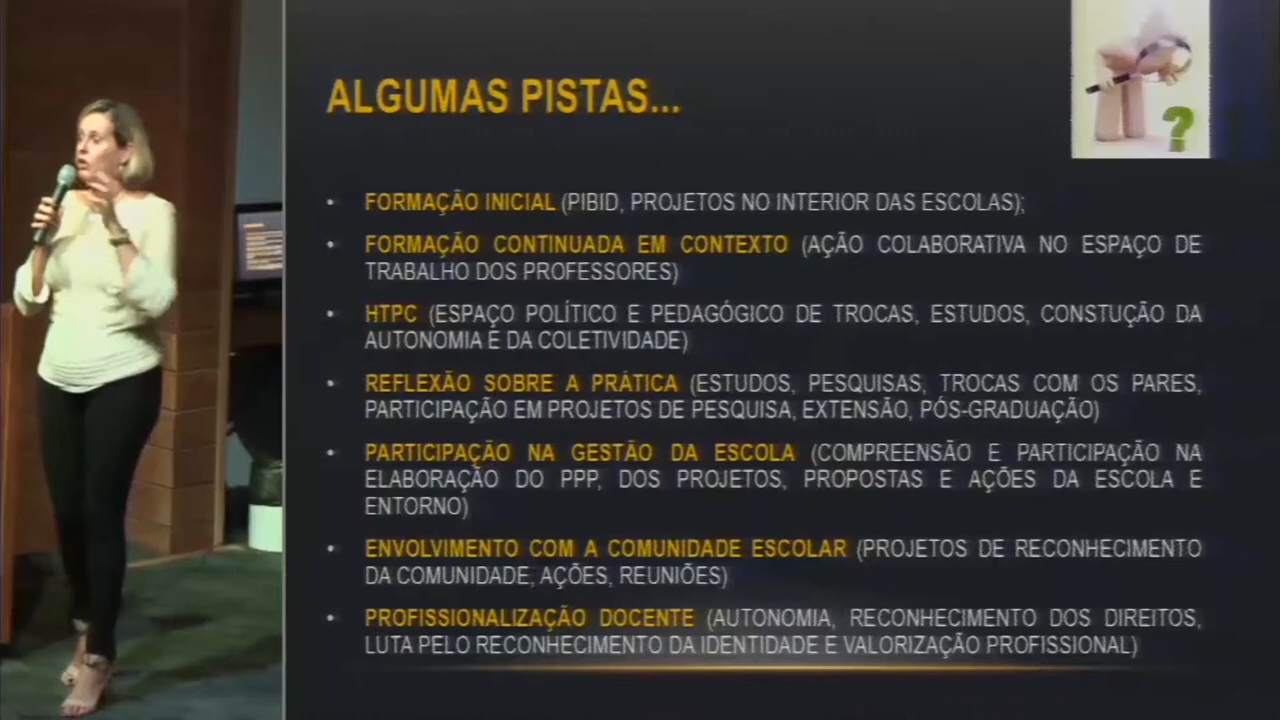 ALGUMAS PISTAS...
• FORMAÇÃO INICIAL (PIBID, PROJETOS NO INTERIOR DAS ESCOLAS);
• FORMAÇÃO CONTINUADA EM CONTEXTO (AÇÃO COLABORATIVA NO ESPAÇO DE
TRABALHO DOS PROFESSORES)
• HTPC (ESPAÇO POLÍTICO E PEDAGÓGICO DE TROCAS, ESTUDOS, CONSTUÇÃO DA
AUTONOMIA E DA COLETIVIDADE)
• REFLEXÃO SOBRE A PRÁTICA (ESTUDOS, PESQUISAS, TROCAS COM OS PARES,
PARTICIPAÇÃO EM PROJETOS DE PESQUISA, EXTENSÃO, PÓS-GRADUAÇÃO)
• PARTICIPAÇÃO NA GESTÃO DA ESCOLA (COMPREENSÃO E PARTICIPAÇÃO NA
ELABORAÇÃO DO PPP, DOS PROJETOS, PROPOSTAS E AÇÕES DA ESCOLA E
ENTORNO)
• ENVOLVIMENTO COM A COMUNIDADE ESCOLAR (PROJETOS DE RECONHECIMENTO
DA COMUNIDADE, AÇÕES, REUNIÕES)
• PROFISSIONALIZAÇÃO DOCENTE (AUTONOMIA, RECONHECIMENTO DOS DIREITOS,
LUTA PELO RECONHECIMENTO DA IDENTIDADE E VALORIZAÇÃO PROFISSIONAL)
?